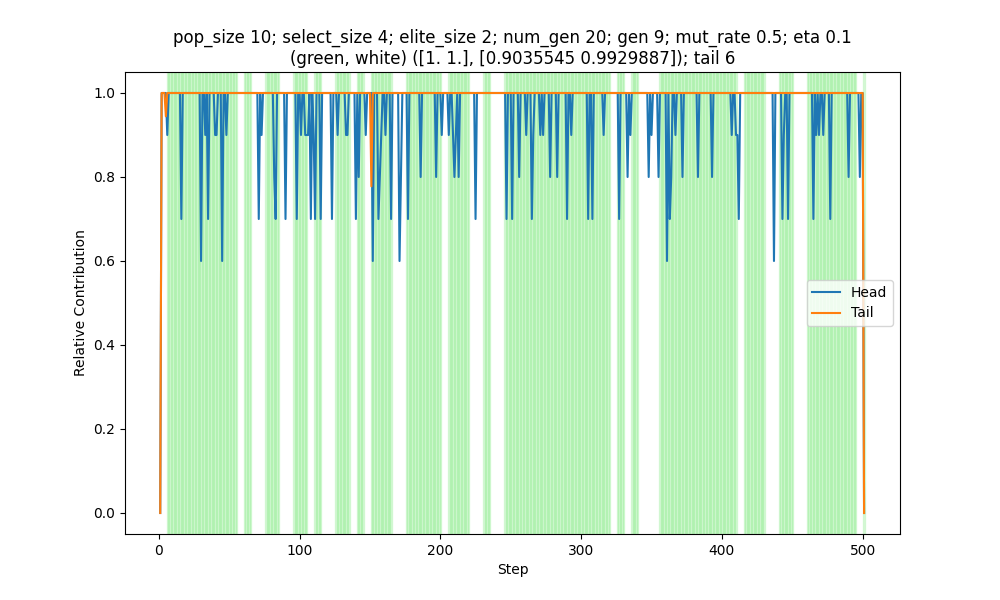 pop_size 10; select_size 4; elite_size 2; num_gen 20; gen 9; mut_rate 0.5; eta 0.1
(green, white) ([1. 1.], [0.9035545 0.9929887]); tail 6
1.0
0.8
0.6
0.4
0.2
0.0
Relative Contribution
Head
Tail
0
100
200
300
400
500
Step